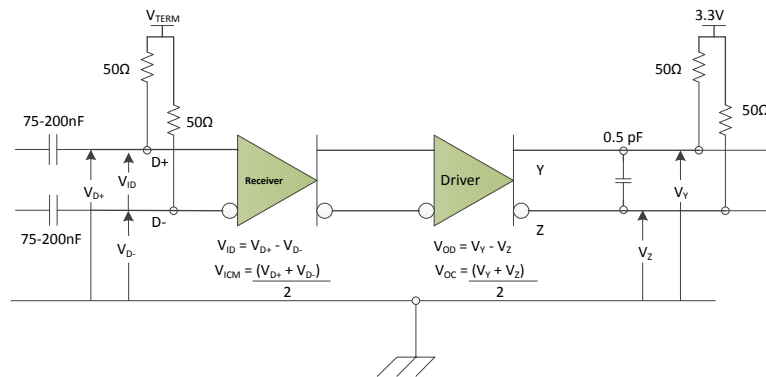 V_TERM
3.3V
50Ω
50Ω
50Ω
50Ω
75-200nF
0.5 pF
D+
Receiver
Driver
Y
V_ID
V_D+
V_Y
D-
Z
75-200nF
V_D-
V_Z
V_ID = V_D+ - V_D-
V_OD = V_Y - V_Z
V_ICM = (V_D+ + V_D-)
2
V_OC = (V_Y + V_Z)
2